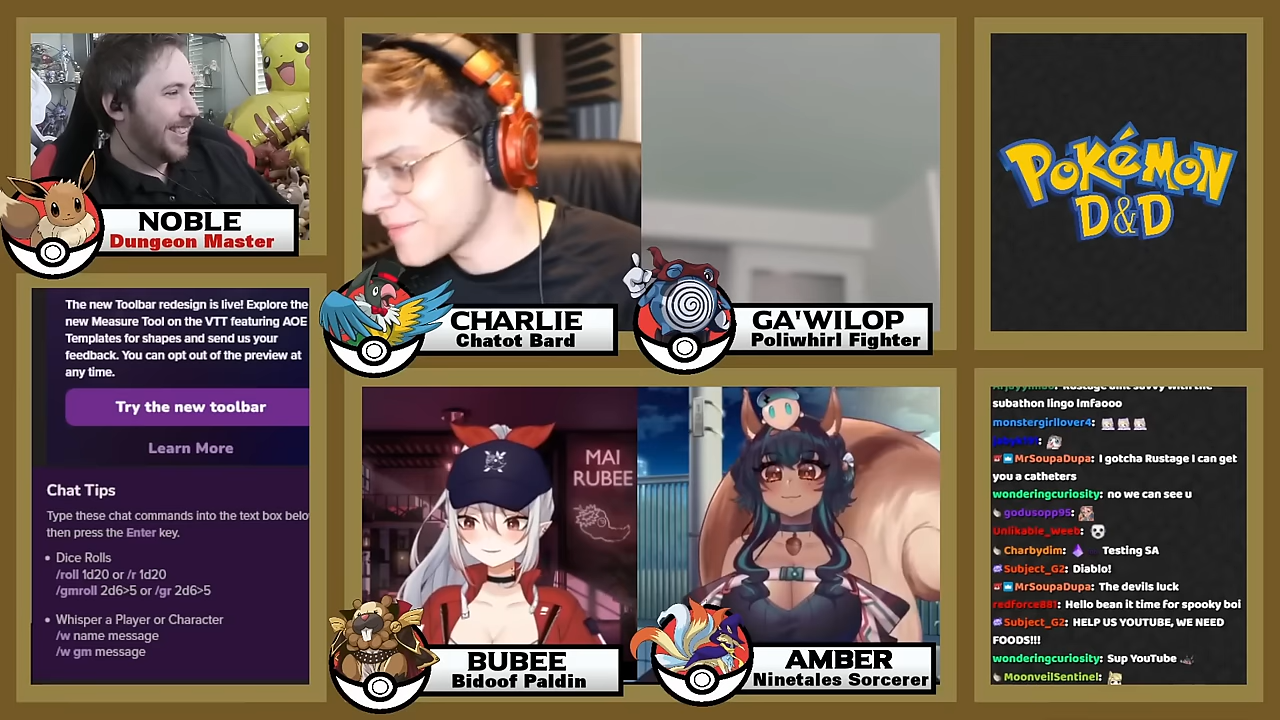 NOBLE
Dungeon Master
The new Toolbar redesign is live! Explore the
new Measure Tool on the VTT featuring AOE
Templates for shapes and send us your
feedback. You can opt out of the preview at
any time.
Try the new toolbar
Learn More
Chat Tips
Type these chat commands into the text box below
then press the Enter key.
• Dice Rolls
/roll 1d20 or /r 1d20
/gmroll 2d6>5 or /gr 2d6>5
• Whisper a Player or Character
/w name message
/w gm message
CHARLIE
Chatot Bard
GA'WILOP
Poliwhirl Fighter
MAI
RUBEE
BUBEE
Bidoof Paldin
AMBER
Ninetales Sorcerer
POKéMON
D&D
Rustage aint savvy with the
subathon lingo lmfaooo
monstergirllover4:
MrSoupaDupa: I gotcha Rustage I can get
you a catheters
wonderingcuriosity: no we can see u
godusopp95:
Unlikable_weeb:
Charbydim: Testing SA
Subject_G2: Diablo!
MrSoupaDupa: The devils luck
redforce881: Hello bean it time for spooky boi
Subject_G2: HELP US YOUTUBE, WE NEED
FOODS!!!
wonderingcuriosity: Sup YouTube
MoonveilSentinel: